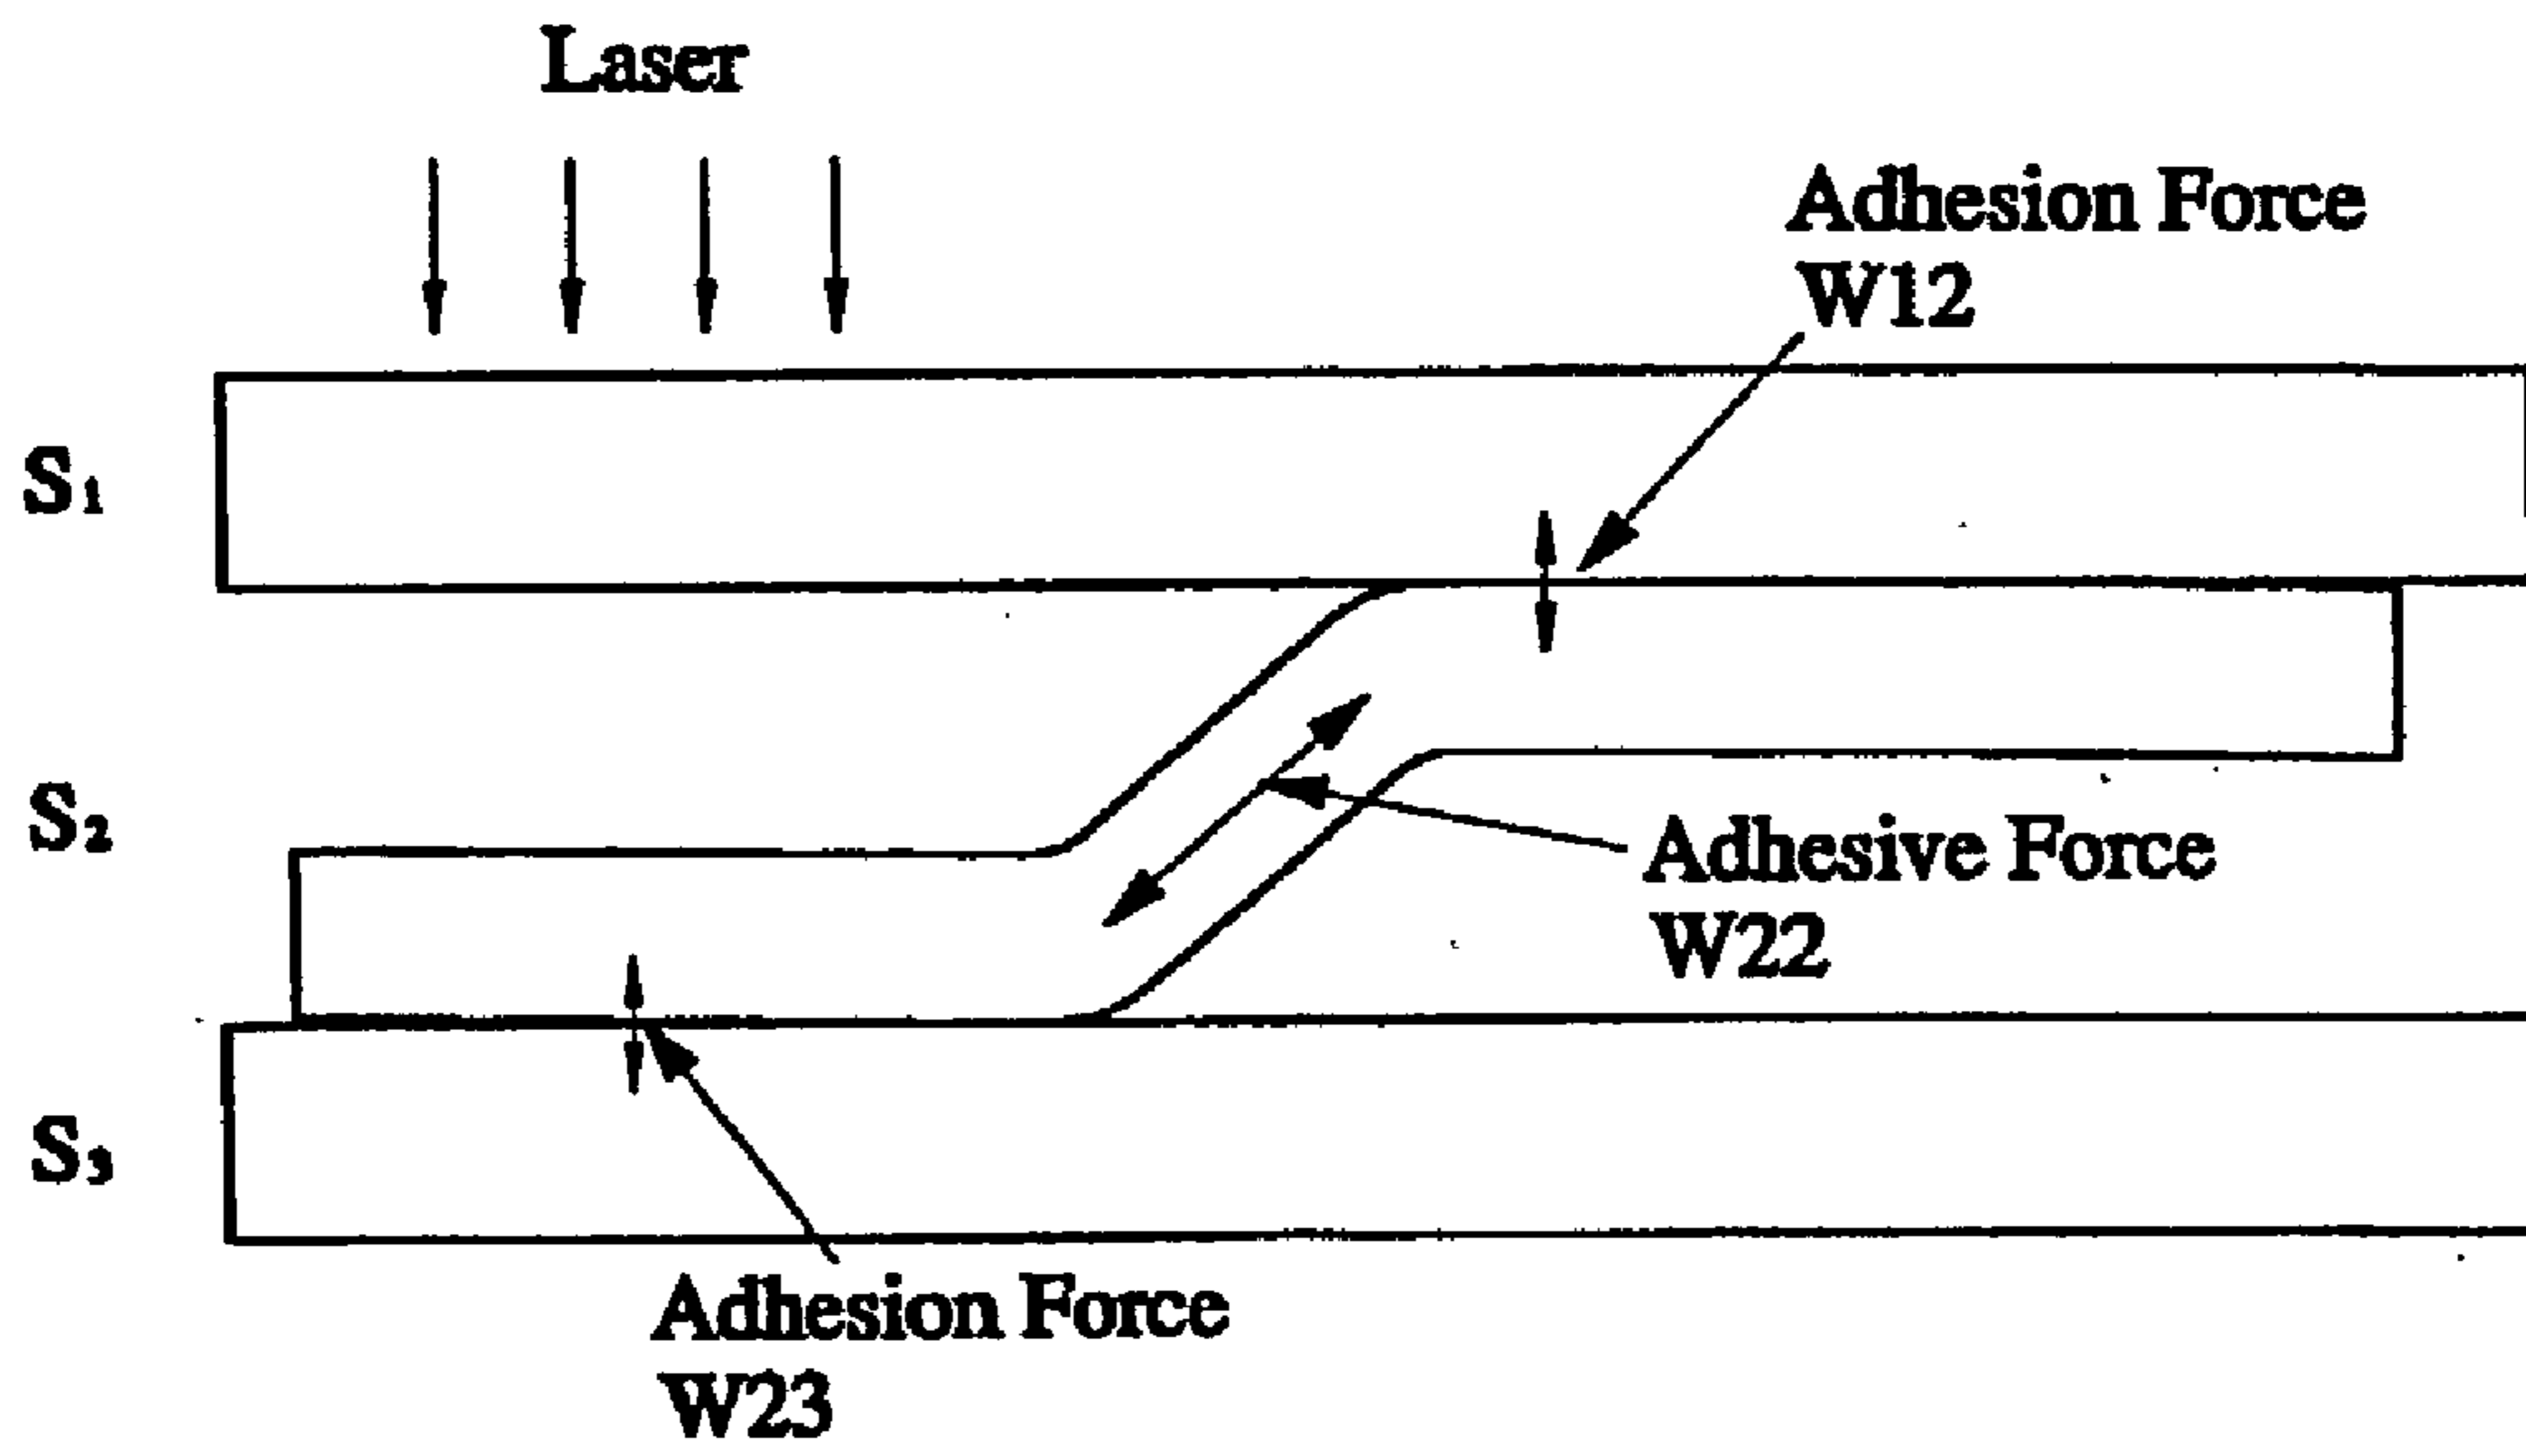 Laser
Adhesion Force
W12
S₁
S₂
Adhesive Force
W22
S₃
Adhesion Force
W23